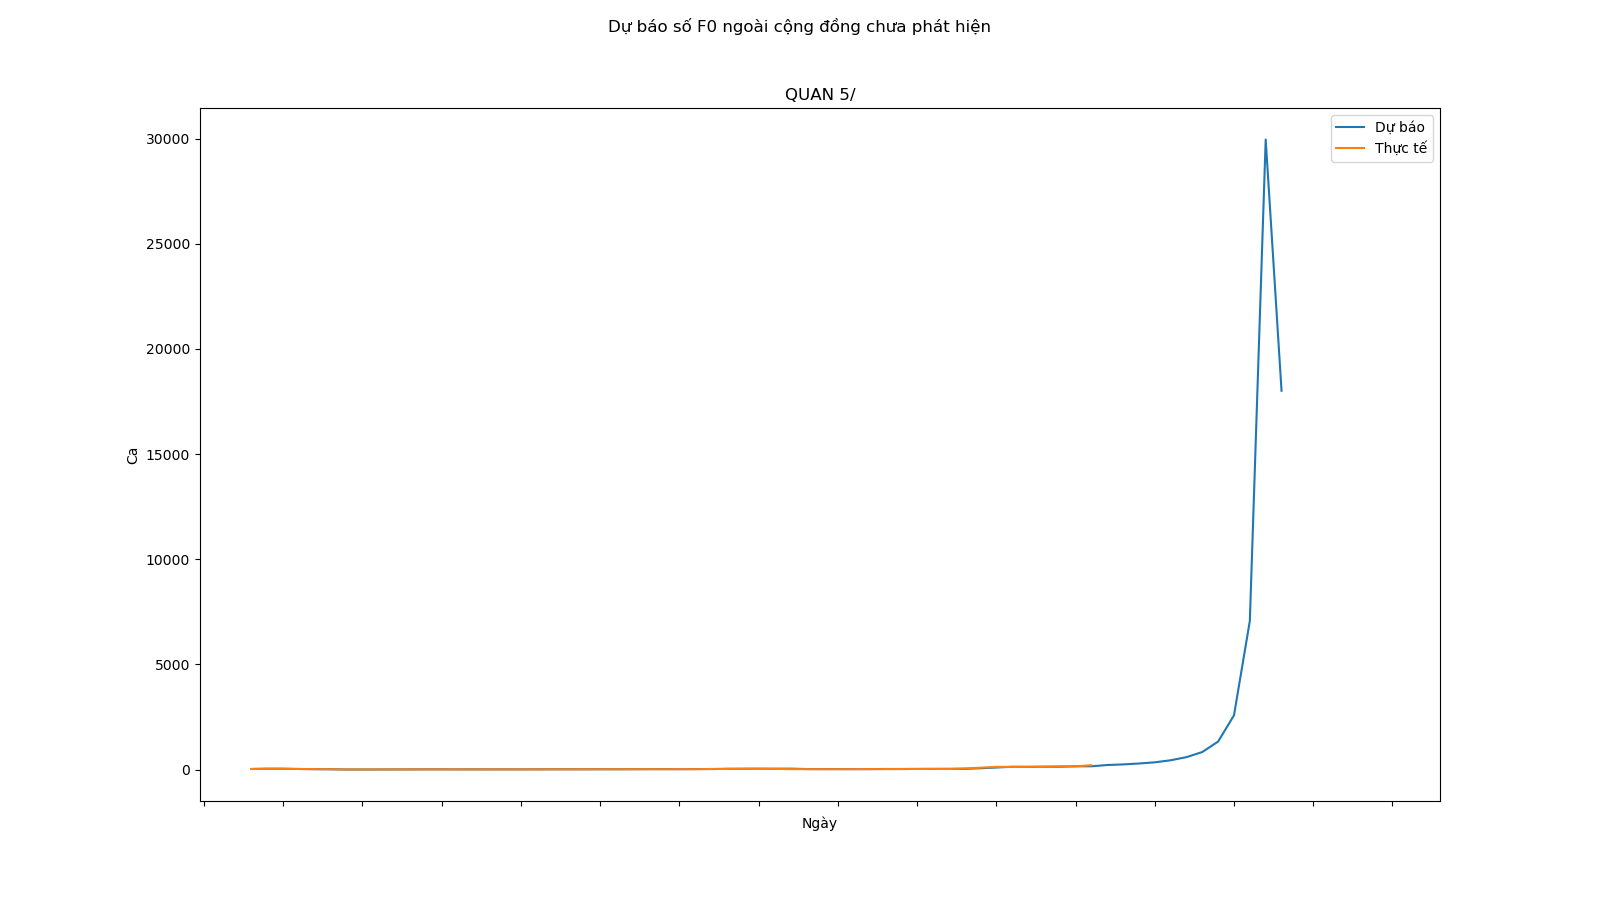 Dự báo số F0 ngoài cộng đồng chưa phát hiện
QUAN 5/
Dự báo
Thực tế
30000
25000
20000
15000
10000
5000
0
Ca
Ngày